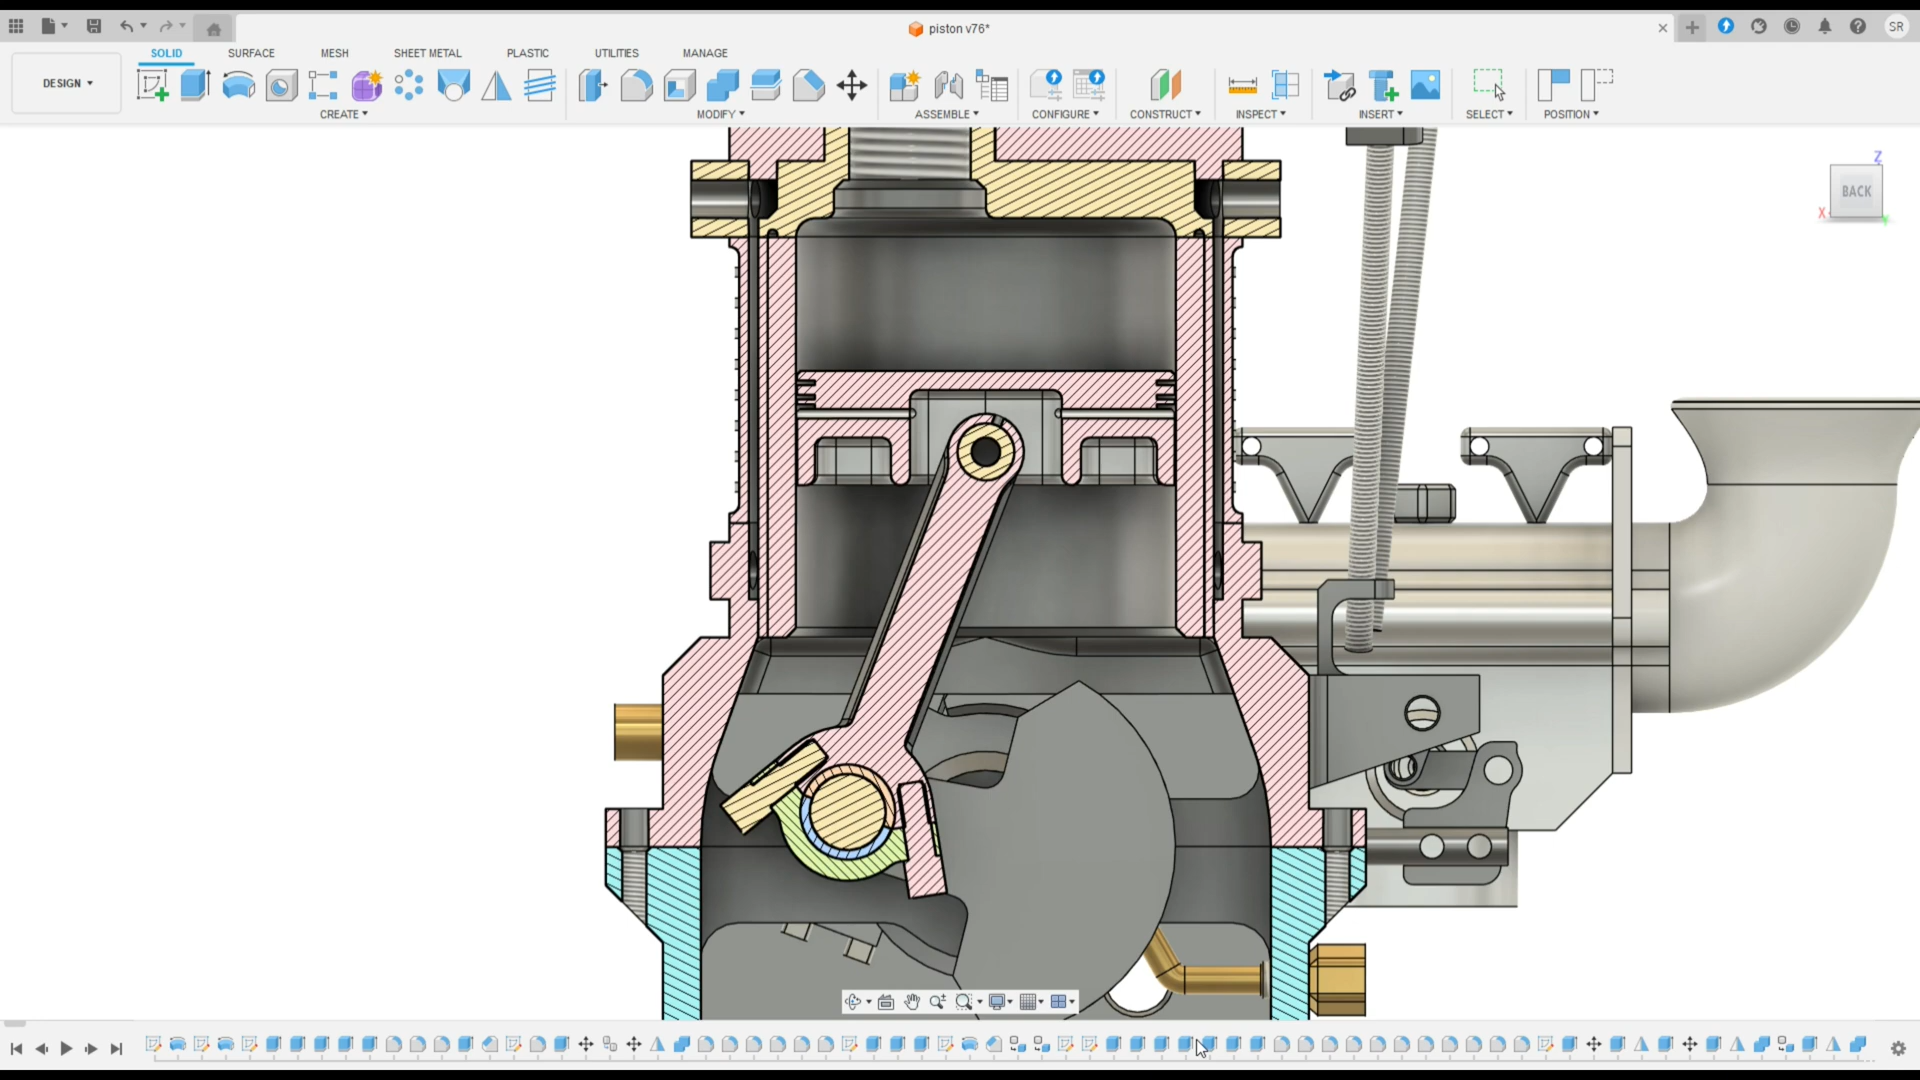 piston v76*
SR
SOLID SURFACE MESH SHEET METAL PLASTIC UTILITIES MANAGE
DESIGN
CREATE MODIFY ASSEMBLE CONFIGURE CONSTRUCT INSPECT INSERT SELECT POSITION
Z
BACK
X
Y